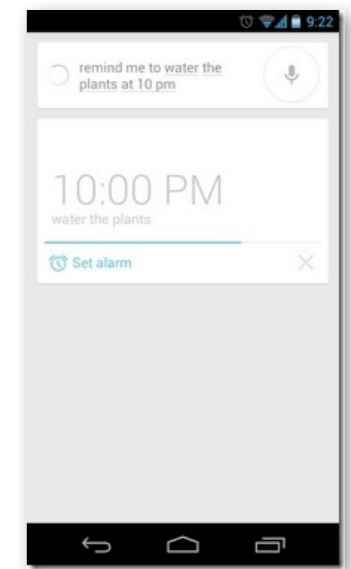 9:22
remind me to water the
plants at 10 pm
10:00 PM
water the plants
Set alarm